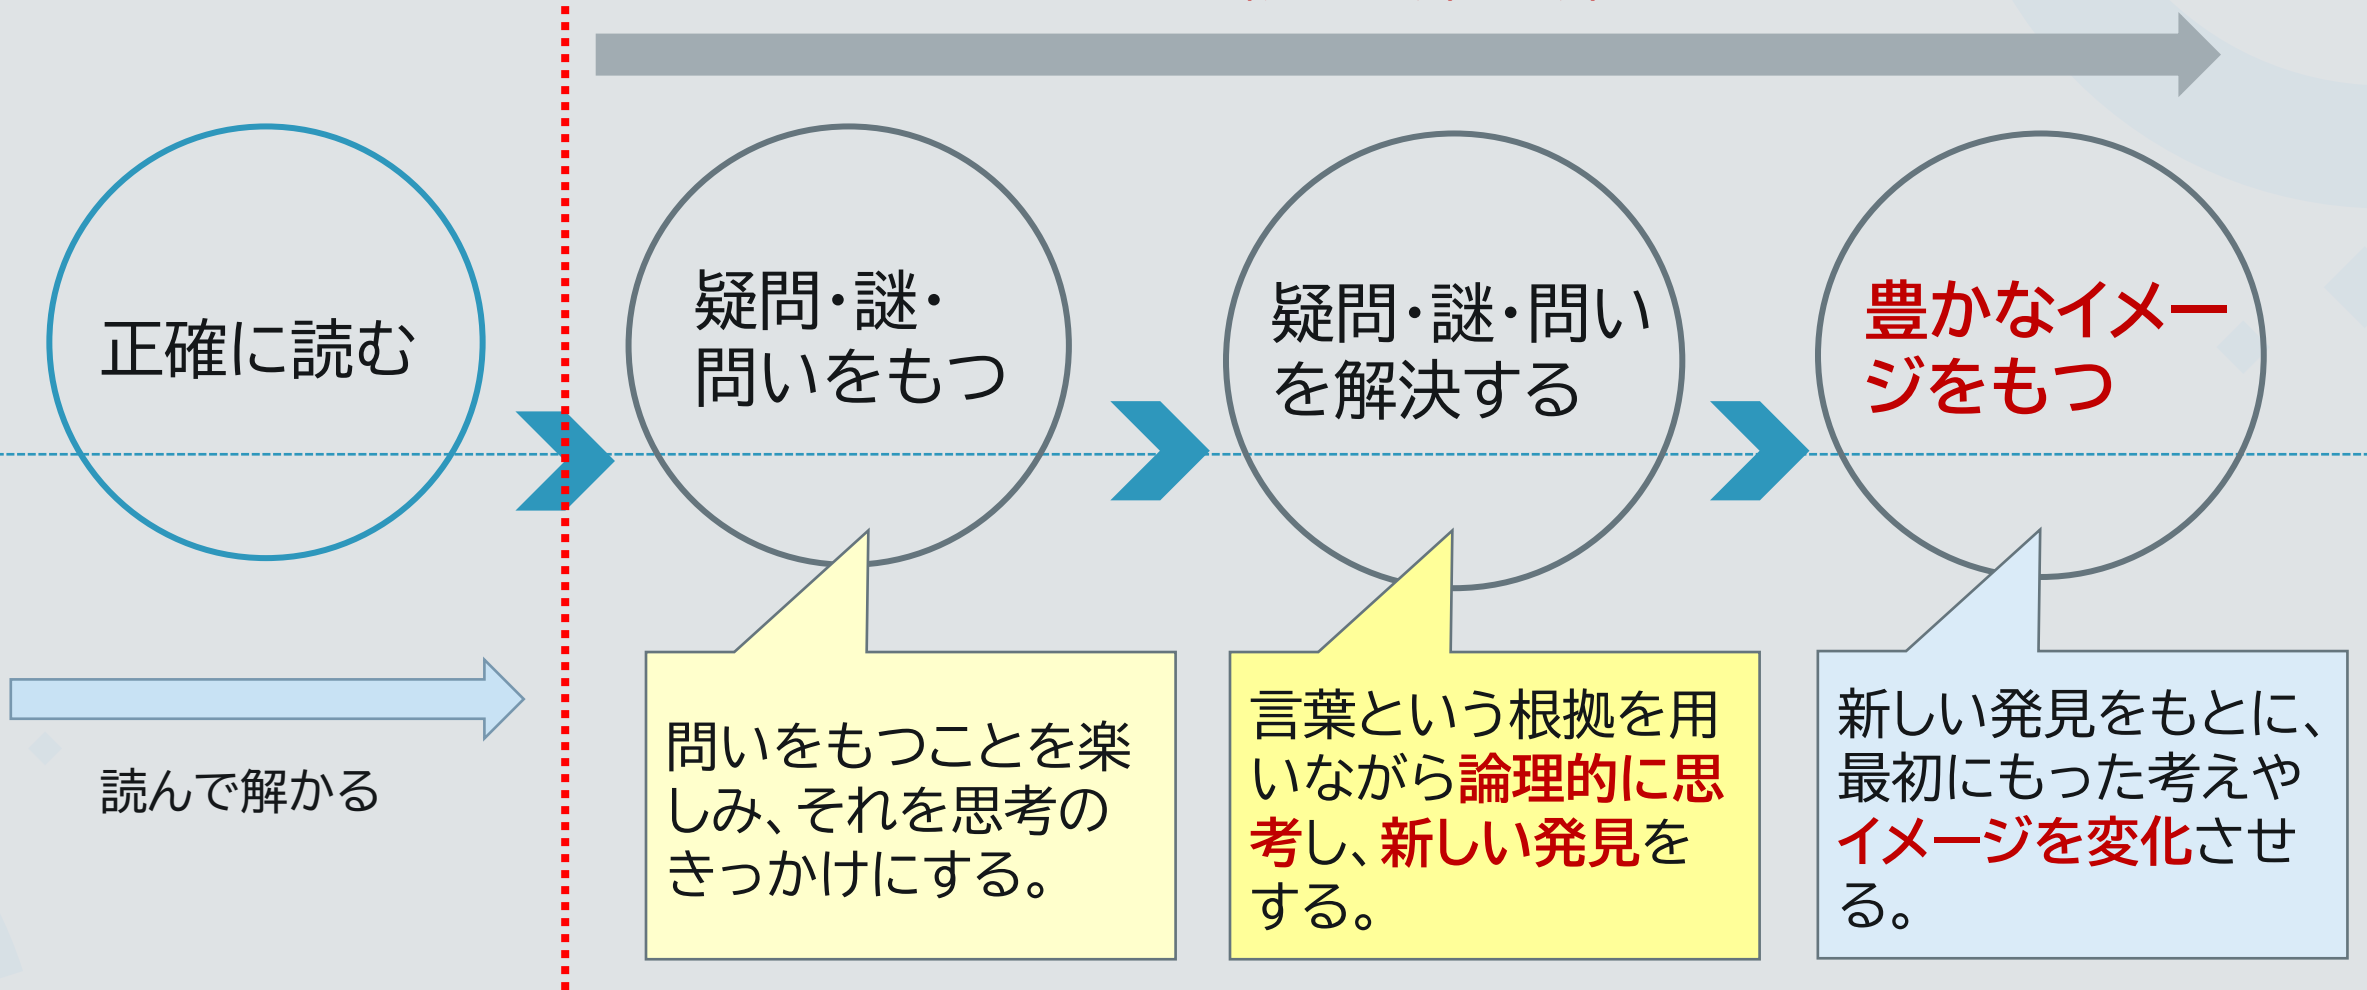 正確に読む
疑問・謎・
問いをもつ
疑問・謎・問い
を解決する
豊かなイメー
ジをもつ
読んで解かる
問いをもつことを楽
しみ、それを思考の
きっかけにする。
言葉という根拠を用
いながら論理的に思
考し、新しい発見を
する。
新しい発見をもとに、
最初にもった考えや
イメージを変化させ
る。